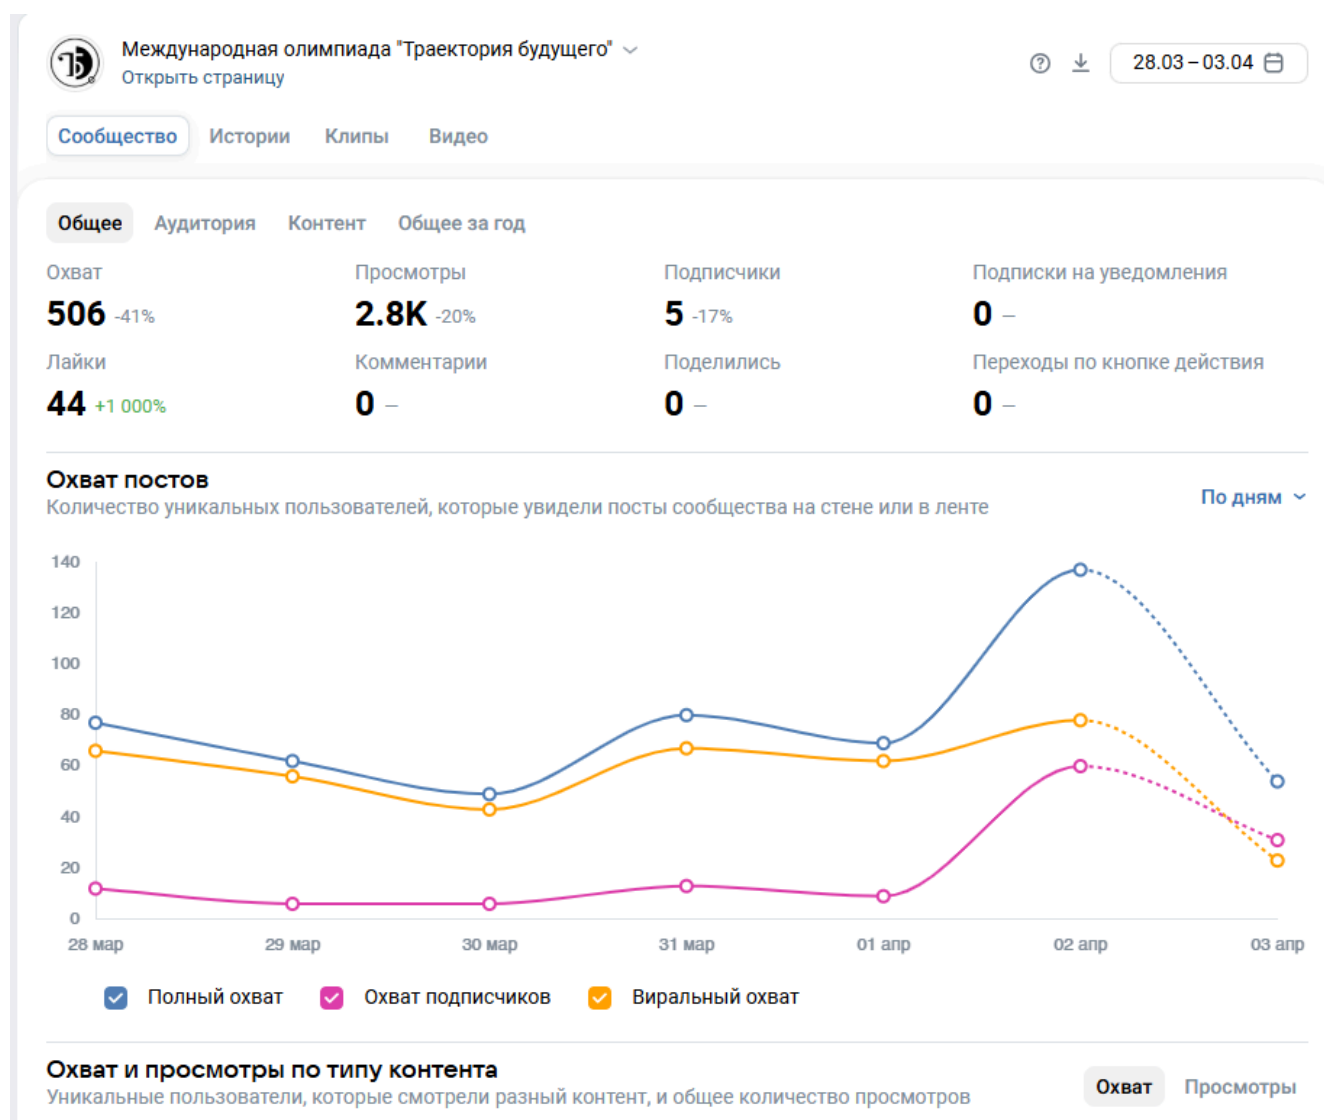 Международная олимпиада "Траектория будущего"
Открыть страницу
28.03 – 03.04
Сообщество Истории Клипы Видео
Общее Аудитория Контент Общее за год
Охват Просмотры Подписчики Подписки на уведомления
506 -41% 2.8K -20% 5 -17% 0 –
Лайки Комментарии Поделились Переходы по кнопке действия
44 +1 000% 0 – 0 – 0 –
Охват постов
Количество уникальных пользователей, которые увидели посты сообщества на стене или в ленте
По дням
140
120
100
80
60
40
20
0
28 мар 29 мар 30 мар 31 мар 01 апр 02 апр 03 апр
Полный охват Охват подписчиков Виральный охват
Охват и просмотры по типу контента
Уникальные пользователи, которые смотрели разный контент, и общее количество просмотров
Охват Просмотры